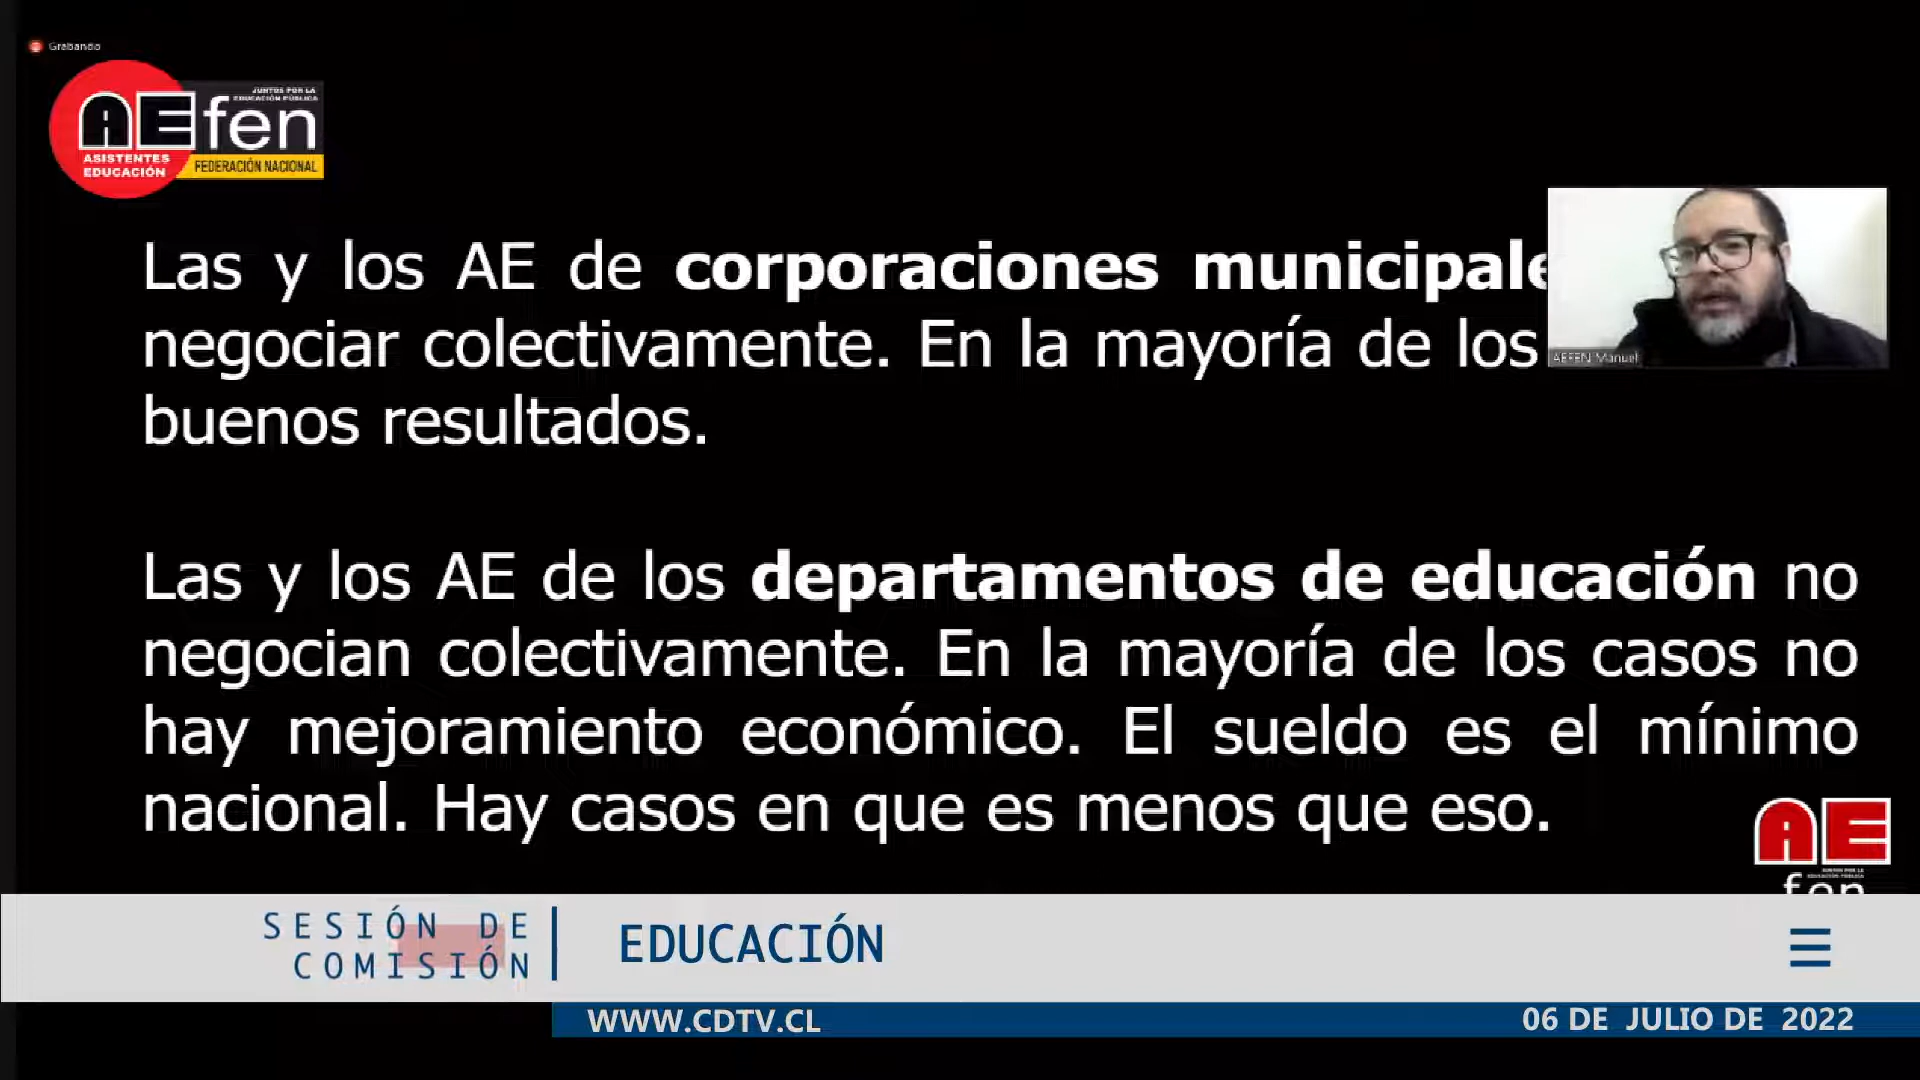 Grabando
JUNTOS POR LA
EDUCACIÓN PÚBLICA
AEfen
ASISTENTES
EDUCACIÓN
FEDERACIÓN NACIONAL
Las y los AE de corporaciones municipale
negociar colectivamente. En la mayoría de los
buenos resultados.
AEFEN Manuel
Las y los AE de los departamentos de educación no
negocian colectivamente. En la mayoría de los casos no
hay mejoramiento económico. El sueldo es el mínimo
nacional. Hay casos en que es menos que eso.
AE
fen
SESIÓN DE
COMISIÓN
EDUCACIÓN
WWW.CDTV.CL
06 DE JULIO DE 2022